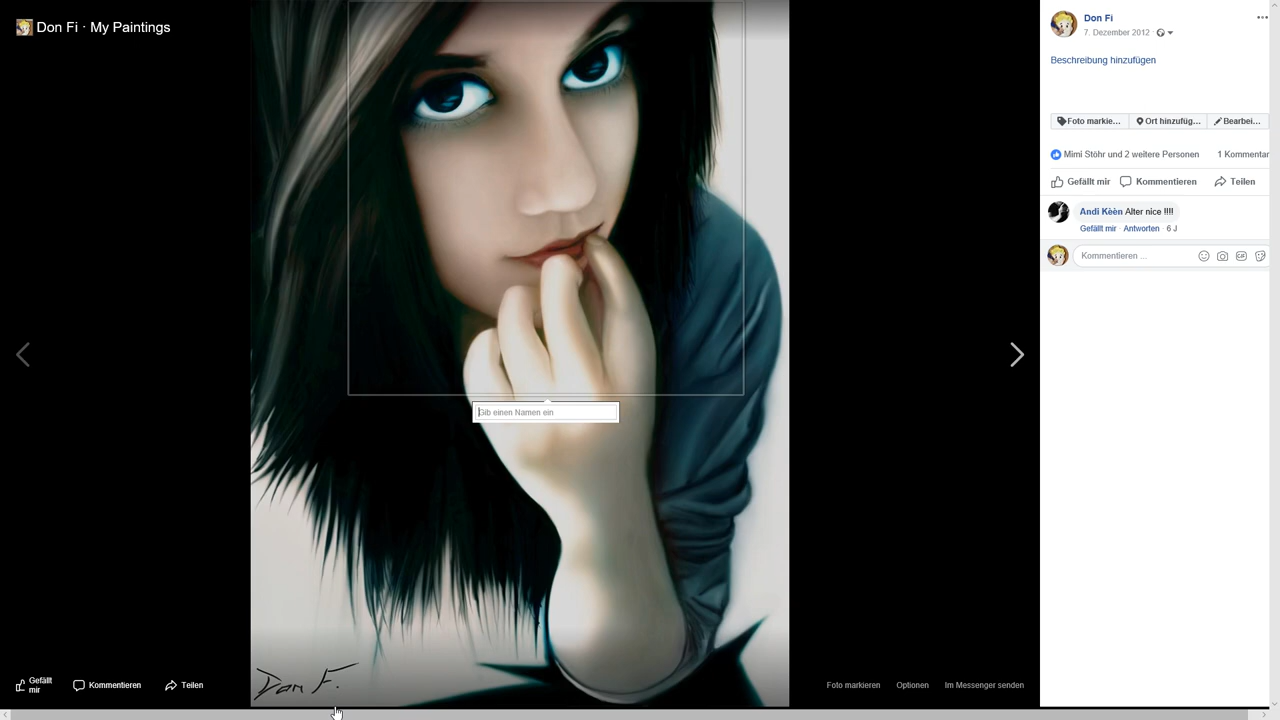 Don Fi · My Paintings
Don Fi
7. Dezember 2012 ·
Beschreibung hinzufügen
Foto markie... Ort hinzufüg... Bearbei...
Mimi Stöhr und 2 weitere Personen 1 Kommentar
Gefällt mir Kommentieren Teilen
Andi Kèèn Alter nice !!!!
Gefällt mir · Antworten · 6 J
Kommentieren ...
Gib einen Namen ein
Don F.
Gefällt
mir
Kommentieren Teilen
Foto markieren Optionen Im Messenger senden